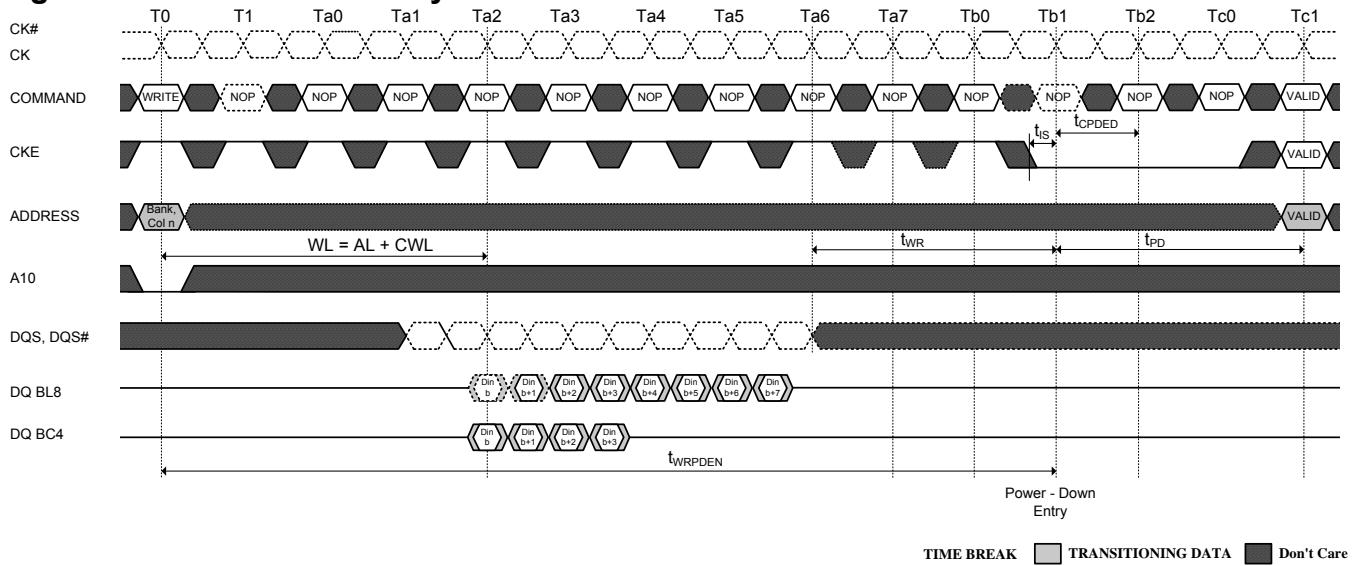 T0 T1 Ta0 Ta1 Ta2 Ta3 Ta4 Ta5 Ta6 Ta7 Tb0 Tb1 Tb2 Tc0 Tc1
CK#
CK
COMMAND WRITE NOP NOP NOP NOP NOP NOP NOP NOP NOP NOP NOP NOP NOP VALID
tIS tCPDED
CKE VALID
ADDRESS Bank, Col n VALID
WL = AL + CWL tWR tPD
A10
DQS, DQS#
DQ BL8 Din b Din b+1 Din b+2 Din b+3 Din b+4 Din b+5 Din b+6 Din b+7
DQ BC4 Din b Din b+1 Din b+2 Din b+3
tWRPDEN
Power - Down
Entry
TIME BREAK TRANSITIONING DATA Don't Care